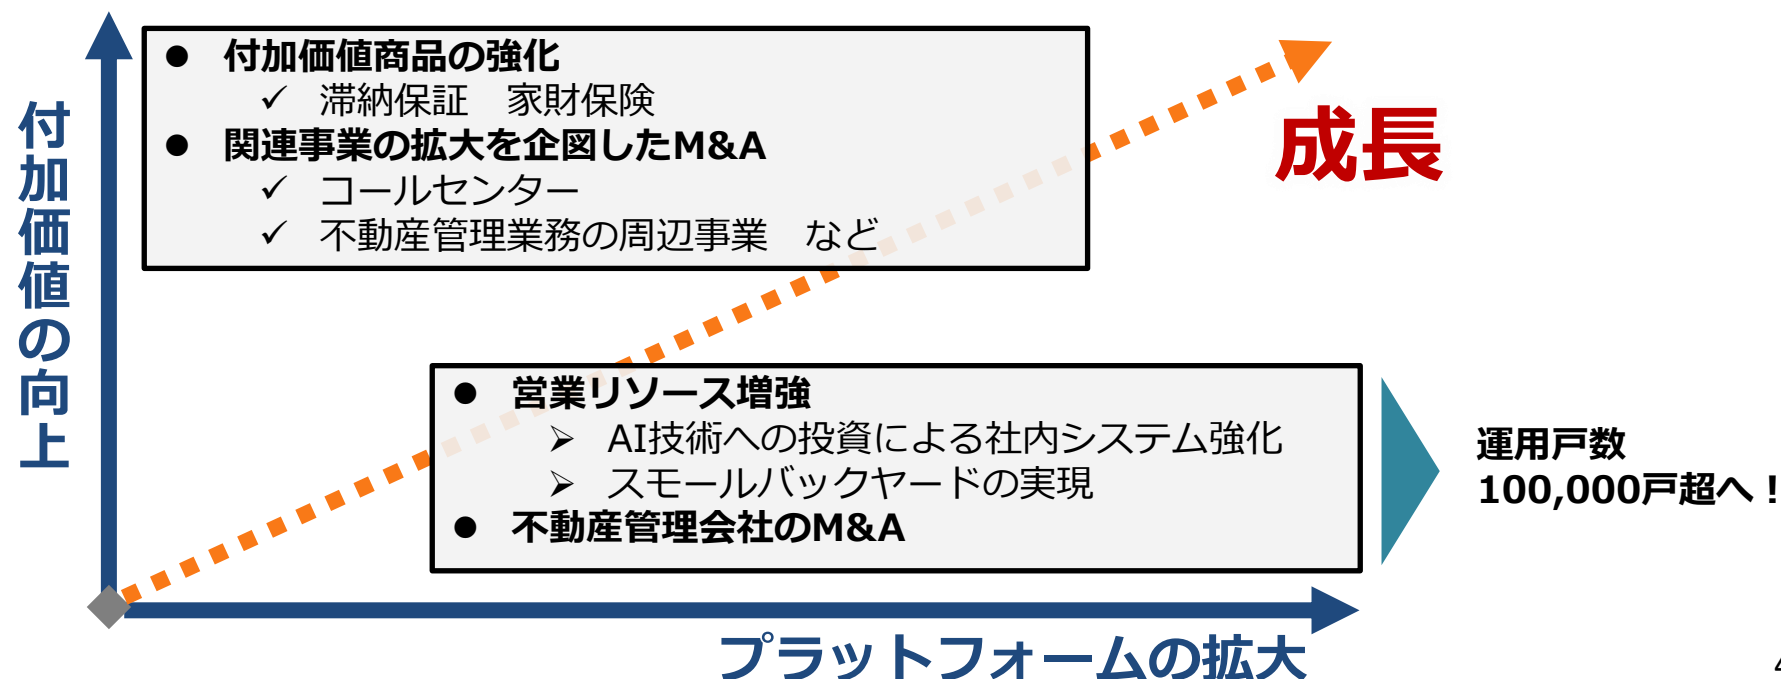 付加価値の向上
● 付加価値商品の強化
✓ 滞納保証　家財保険
● 関連事業の拡大を企図したM&A
✓ コールセンター
✓ 不動産管理業務の周辺事業　など
成長
● 営業リソース増強
➢ AI技術への投資による社内システム強化
➢ スモールバックヤードの実現
● 不動産管理会社のM&A
運用戸数
100,000戸超へ！
プラットフォームの拡大